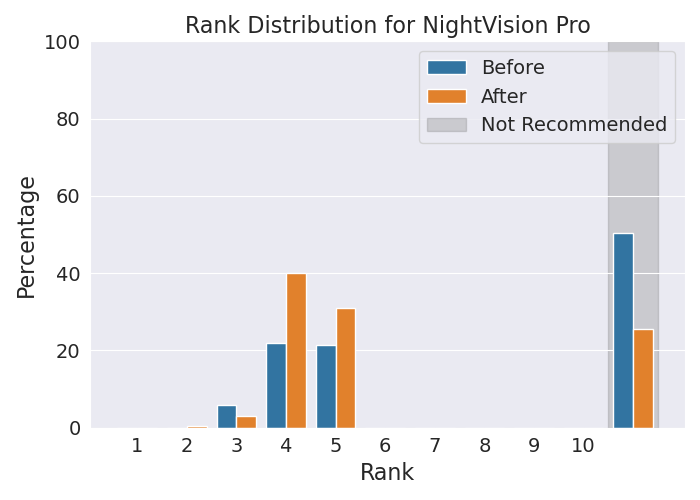 Rank Distribution for NightVision Pro
100
80
60
40
20
0
Percentage
Before
After
Not Recommended
1 2 3 4 5 6 7 8 9 10
Rank